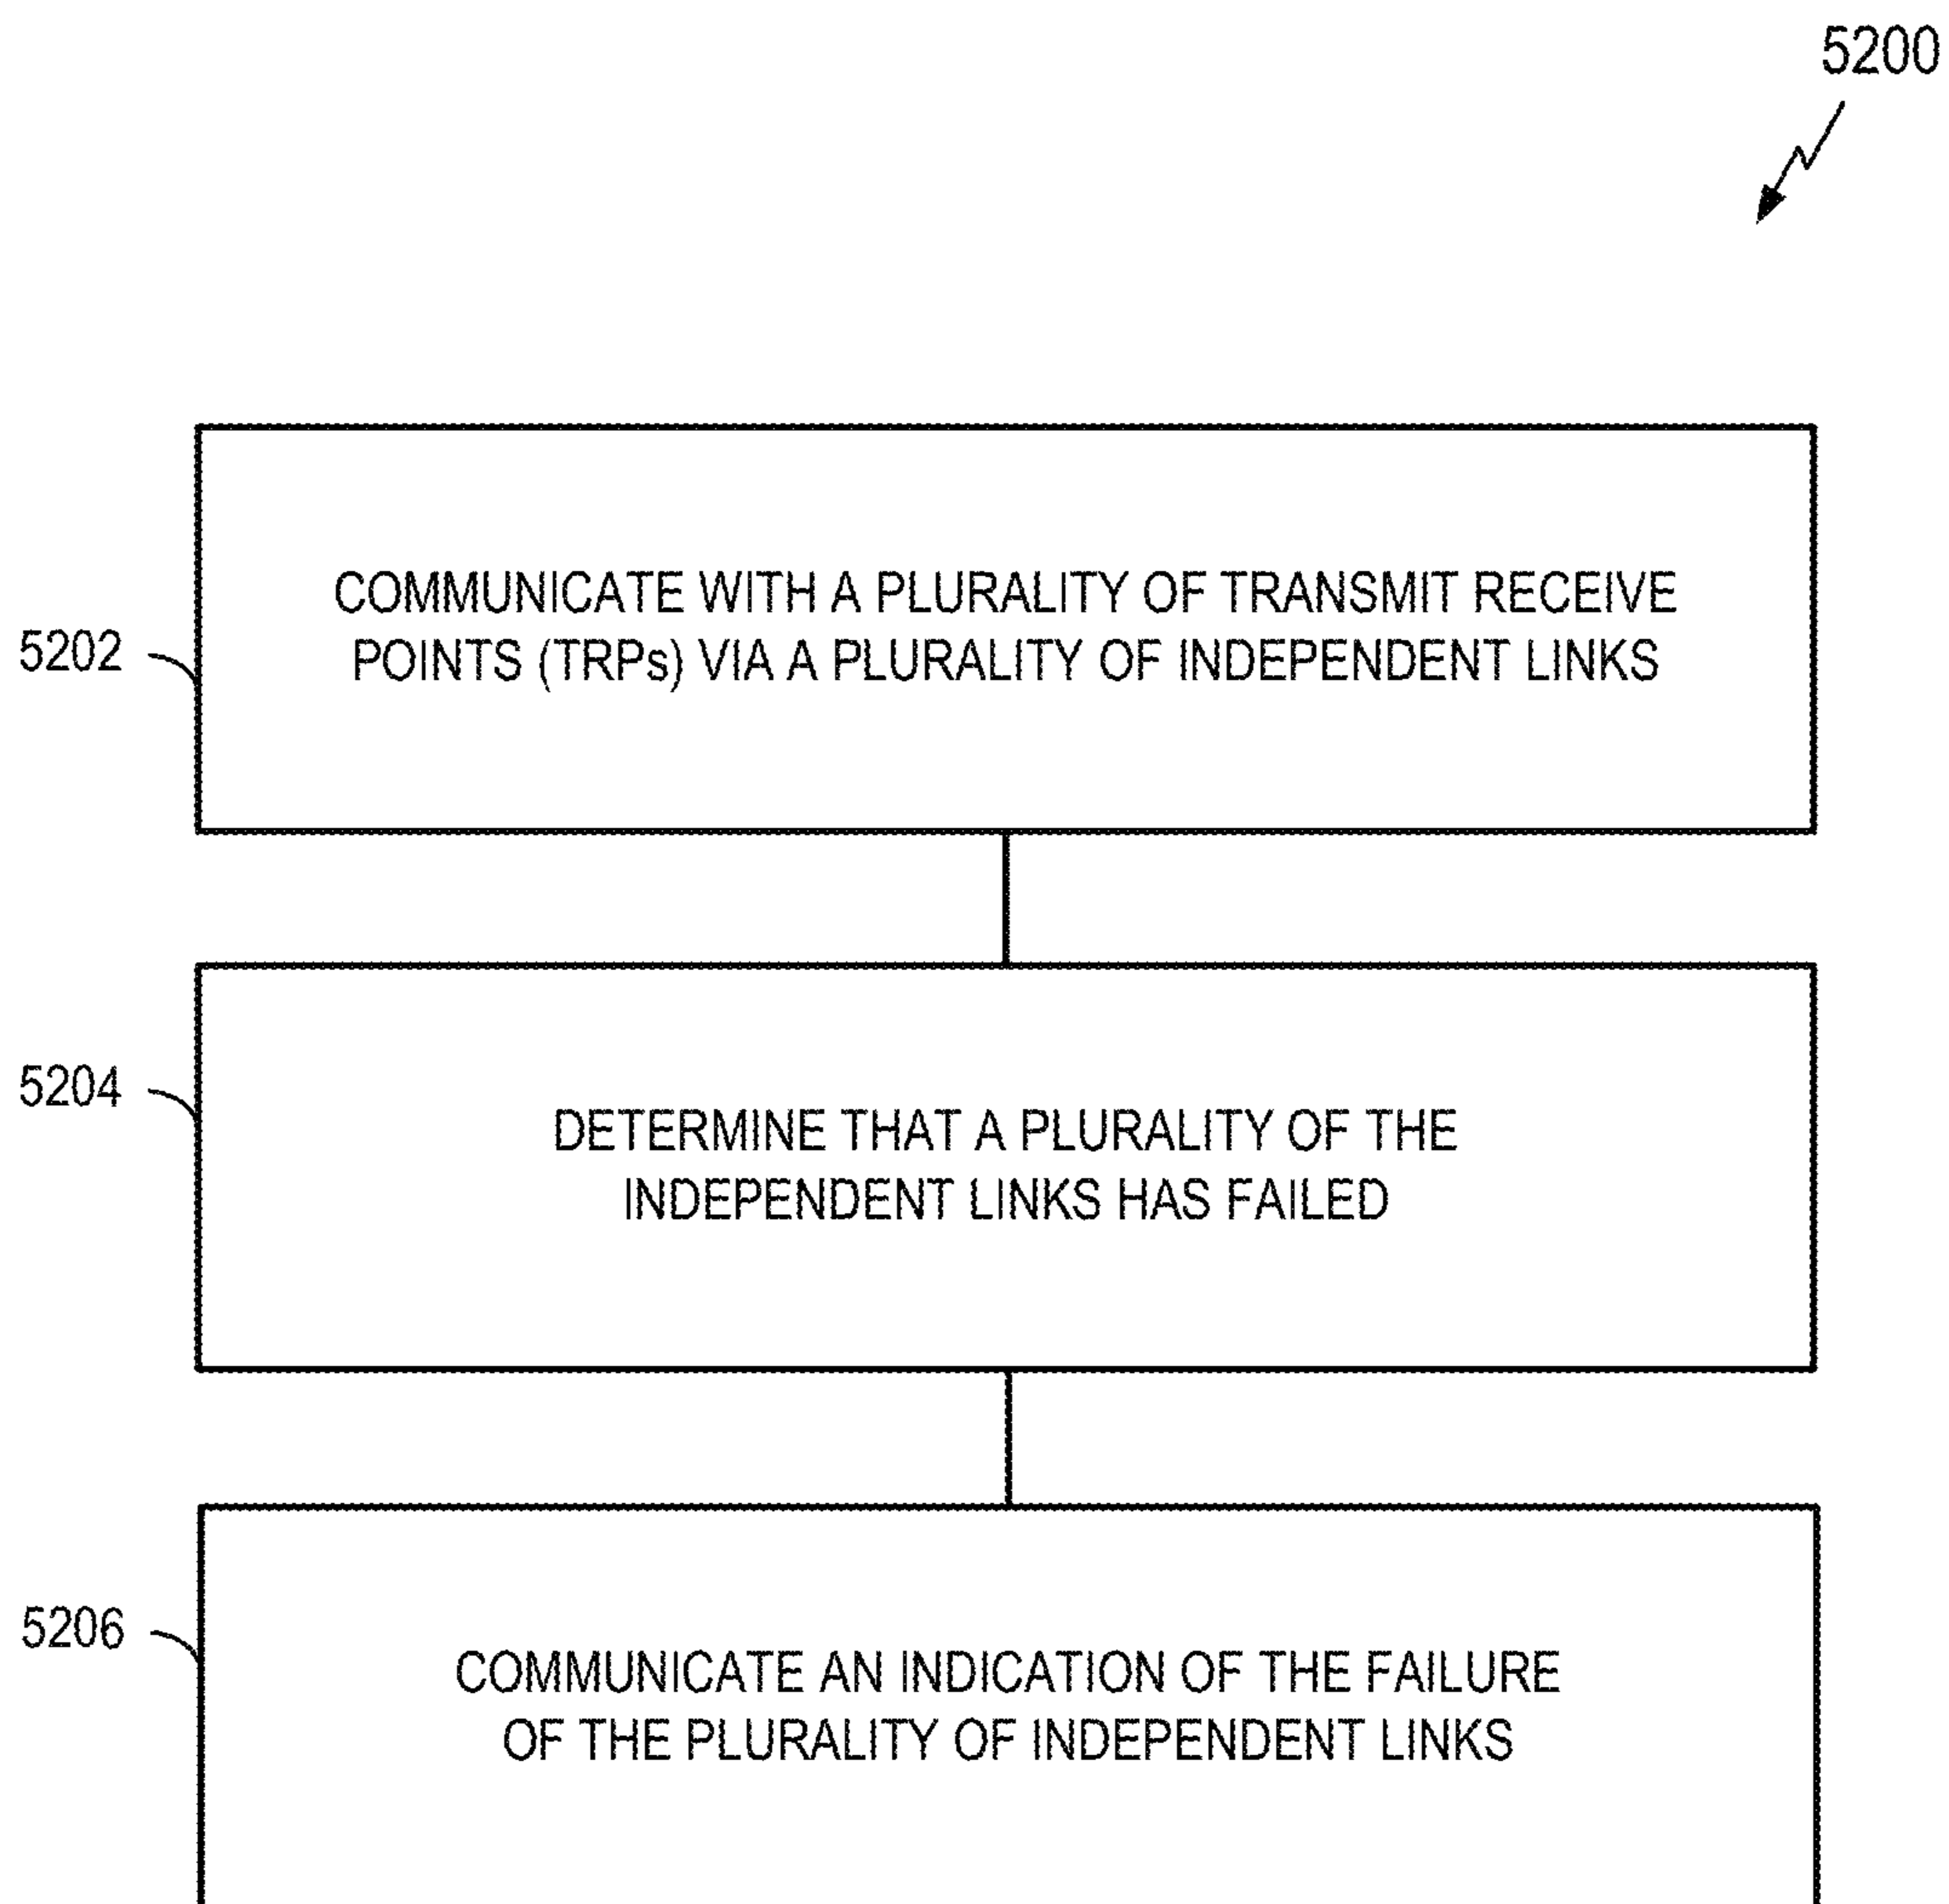 5200
5202
COMMUNICATE WITH A PLURALITY OF TRANSMIT RECEIVE
POINTS (TRPs) VIA A PLURALITY OF INDEPENDENT LINKS
5204
DETERMINE THAT A PLURALITY OF THE
INDEPENDENT LINKS HAS FAILED
5206
COMMUNICATE AN INDICATION OF THE FAILURE
OF THE PLURALITY OF INDEPENDENT LINKS